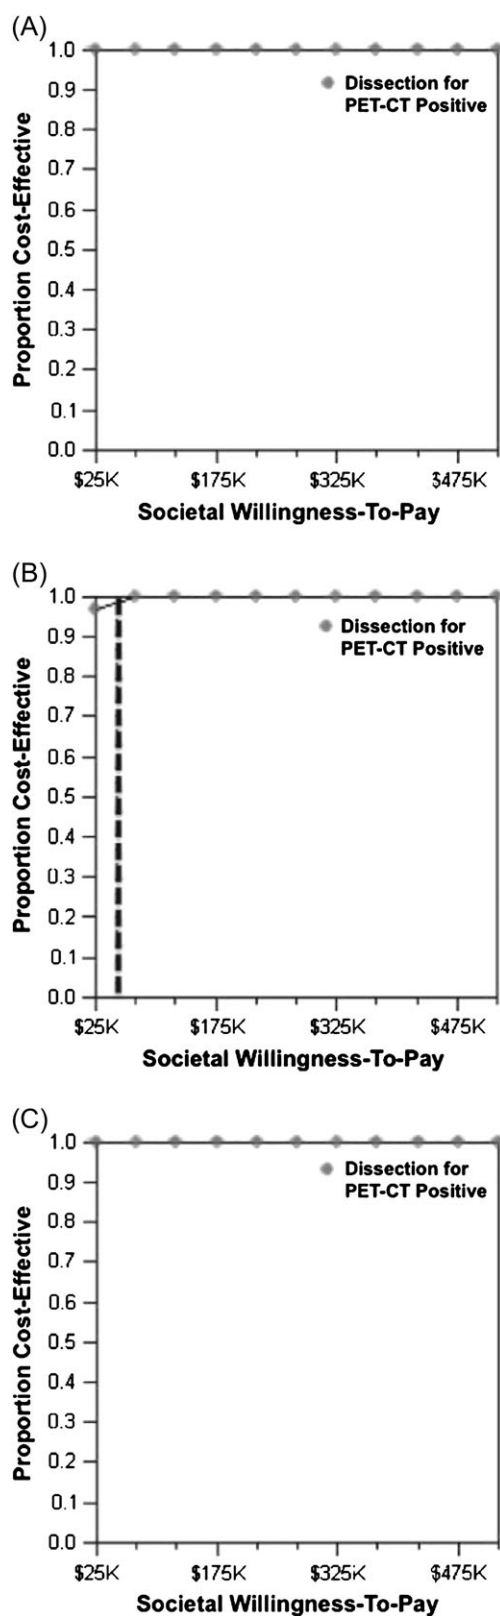 (A)
1.0
0.9
0.8
0.7
0.6
0.5
0.4
0.3
0.2
0.1
0.0
Proportion Cost-Effective
Dissection for
PET-CT Positive
$25K $175K $325K $475K
Societal Willingness-To-Pay
(B)
1.0
0.9
0.8
0.7
0.6
0.5
0.4
0.3
0.2
0.1
0.0
Proportion Cost-Effective
Dissection for
PET-CT Positive
$25K $175K $325K $475K
Societal Willingness-To-Pay
(C)
1.0
0.9
0.8
0.7
0.6
0.5
0.4
0.3
0.2
0.1
0.0
Proportion Cost-Effective
Dissection for
PET-CT Positive
$25K $175K $325K $475K
Societal Willingness-To-Pay